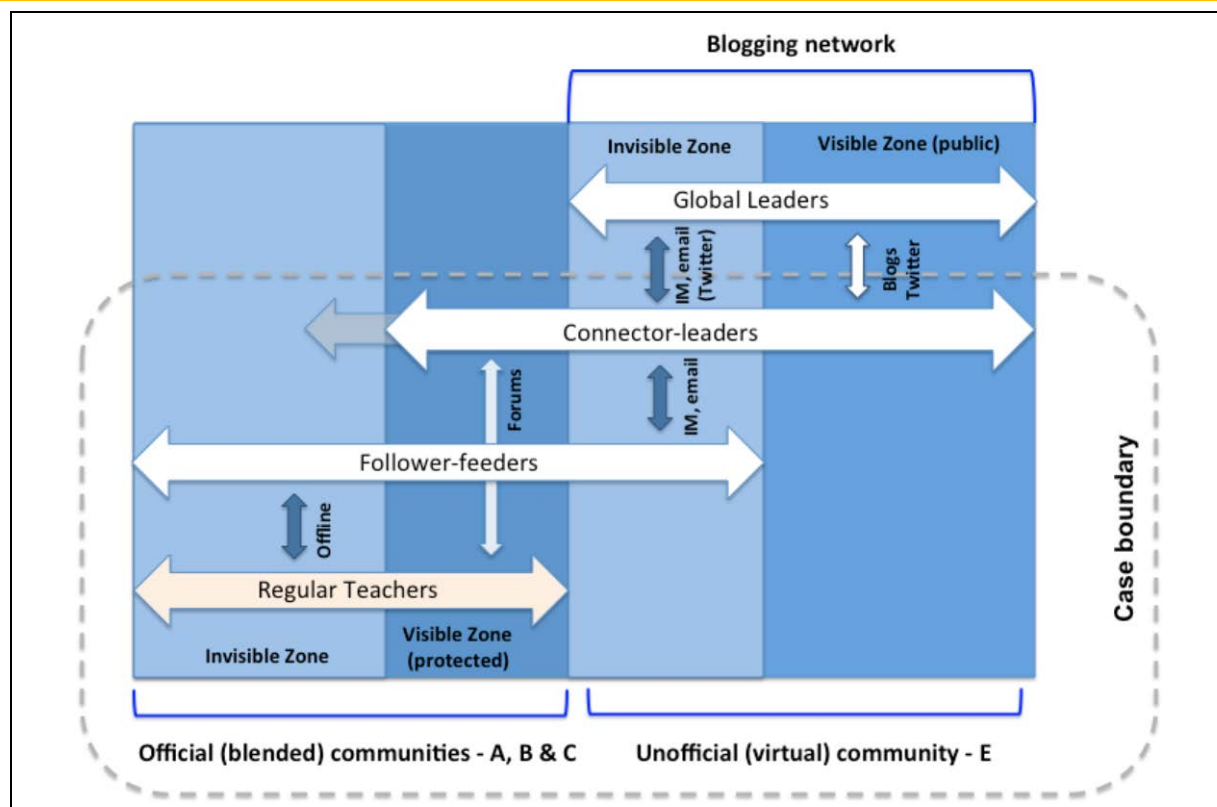 Blogging network
Invisible Zone
Visible Zone (public)
Global Leaders
IM, email
(Twitter)
Blogs
Twitter
Connector-leaders
Forums
IM, email
Follower-feeders
Offline
Regular Teachers
Invisible Zone
Visible Zone
(protected)
Case boundary
Official (blended) communities - A, B & C
Unofficial (virtual) community - E